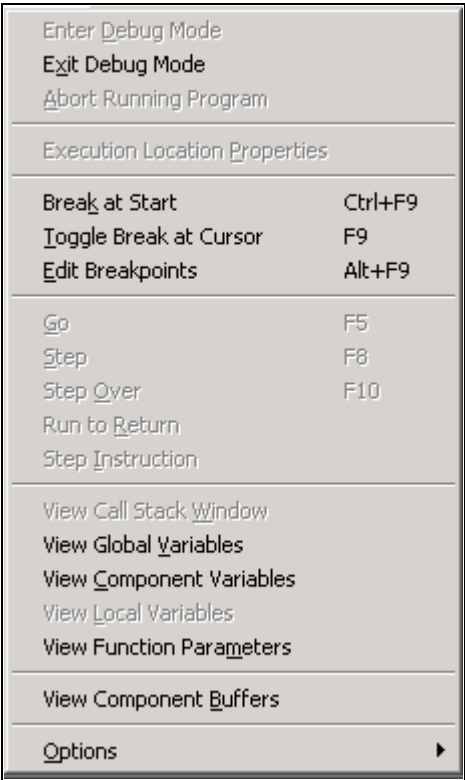 Enter Debug Mode
Exit Debug Mode
Abort Running Program
Execution Location Properties
Break at Start Ctrl+F9
Toggle Break at Cursor F9
Edit Breakpoints Alt+F9
Go F5
Step F8
Step Over F10
Run to Return
Step Instruction
View Call Stack Window
View Global Variables
View Component Variables
View Local Variables
View Function Parameters
View Component Buffers
Options